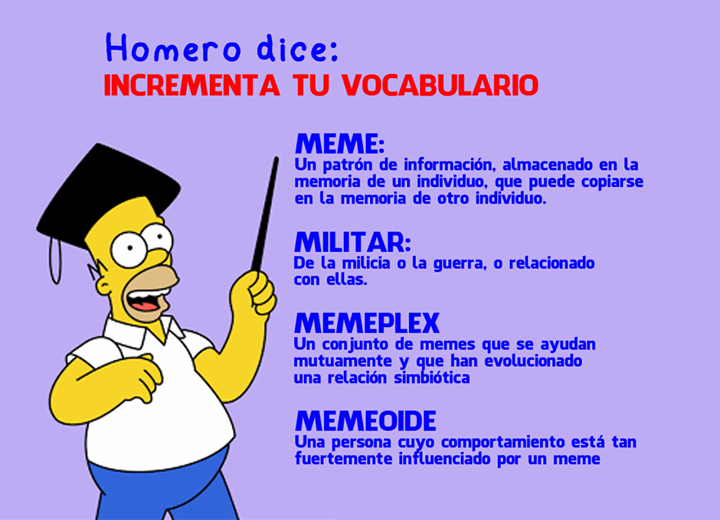 Homero dice:
INCREMENTA TU VOCABULARIO
MEME:
Un patrón de información, almacenado en la
memoria de un individuo, que puede copiarse
en la memoria de otro individuo.
MILITAR:
De la milicia o la guerra, o relacionado
con ellas.
MEMEPLEX
Un conjunto de memes que se ayudan
mutuamente y que han evolucionado
una relación simbiótica
MEMEOIDE
Una persona cuyo comportamiento está tan
fuertemente influenciado por un meme